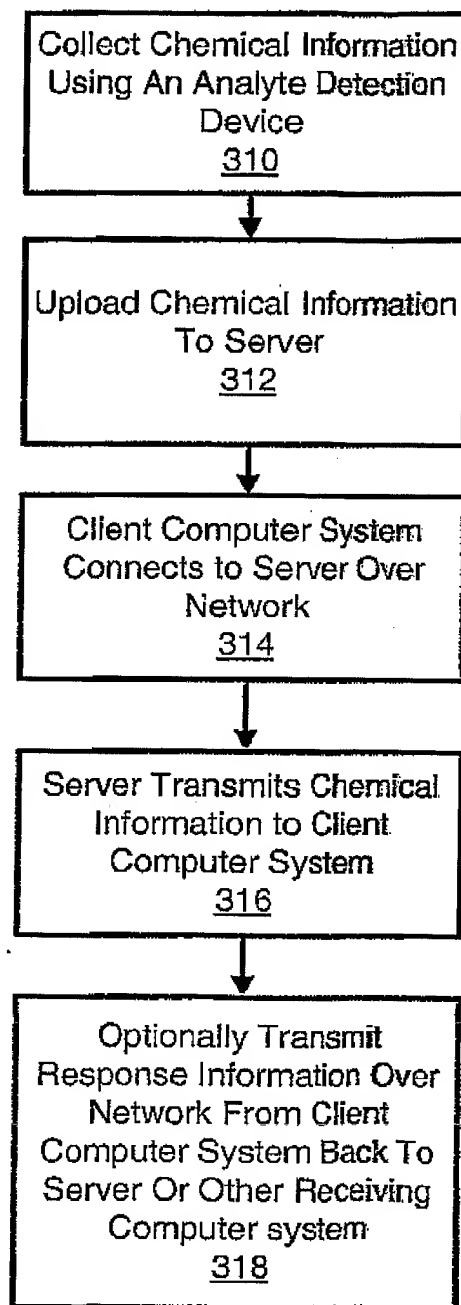 Collect Chemical Information
Using An Analyte Detection
Device
310
Upload Chemical Information
To Server
312
Client Computer System
Connects to Server Over
Network
314
Server Transmits Chemical
Information to Client
Computer System
316
Optionally Transmit
Response Information Over
Network From Client
Computer System Back To
Server Or Other Receiving
Computer system
318